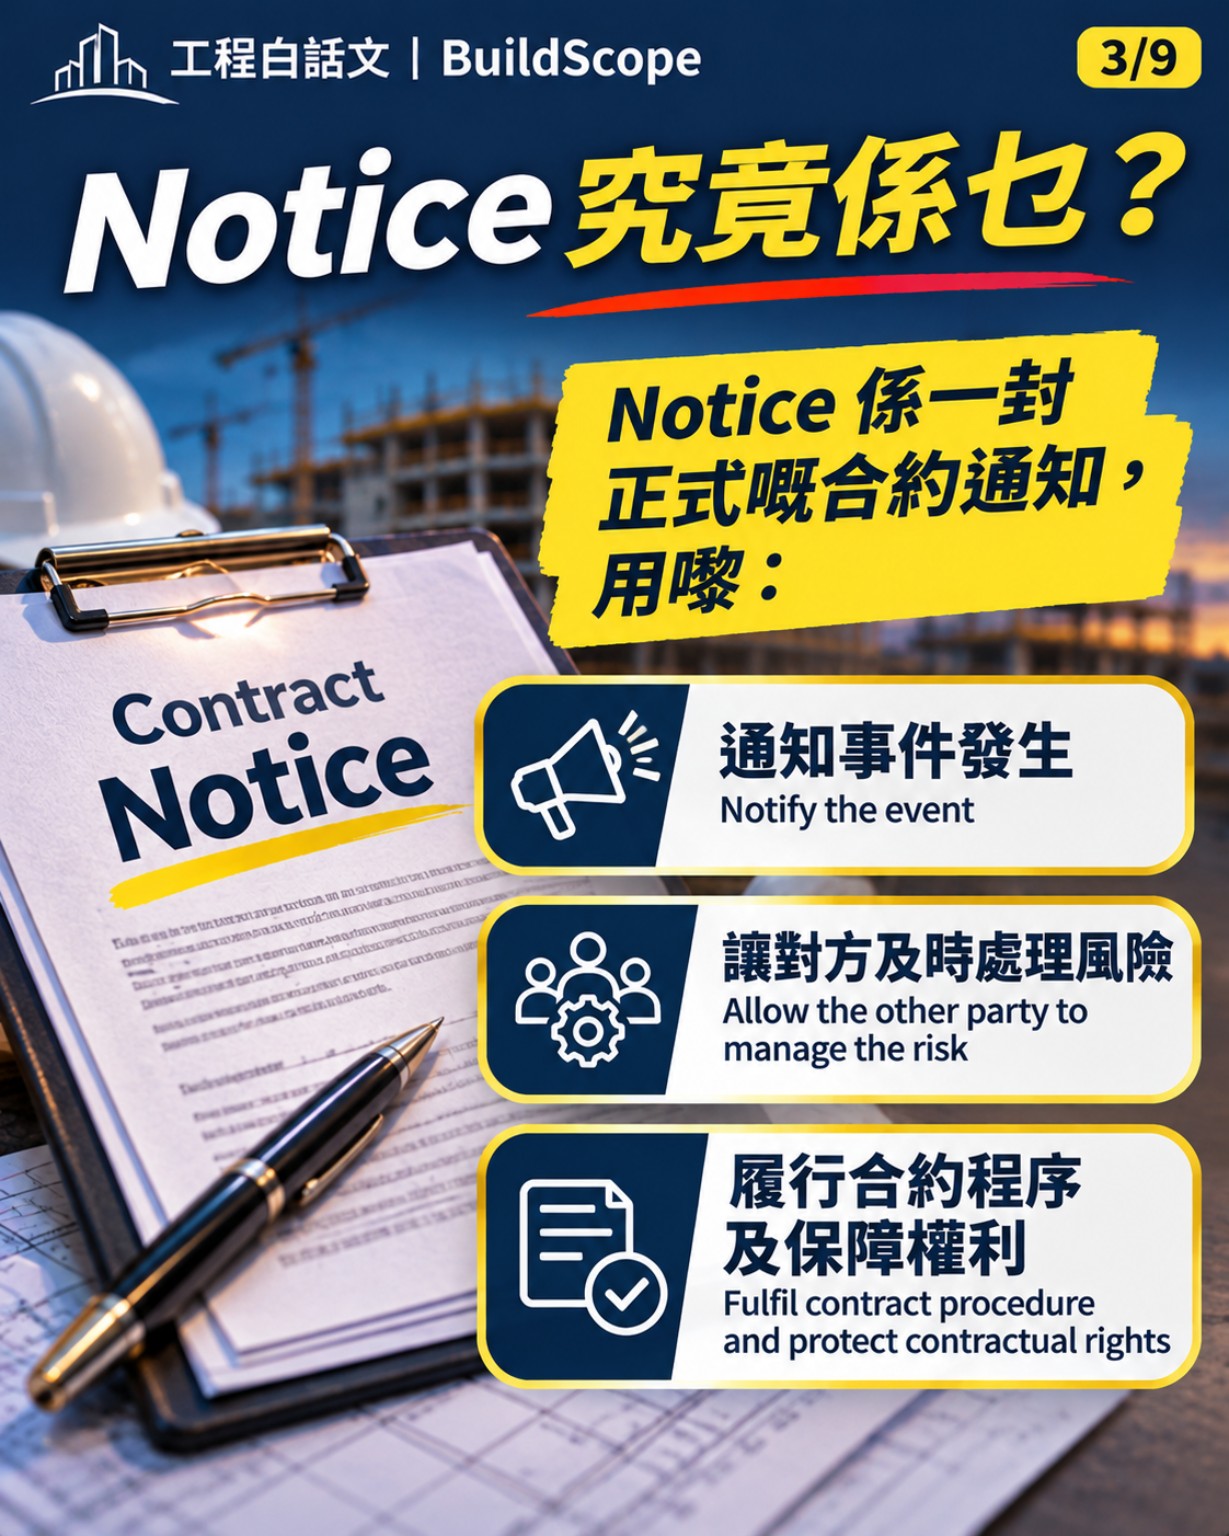 工程白話文 | BuildScope
3/9
Notice究竟係乜?
Notice 係一封
正式嘅合約通知,
用嚟:
Contract
Notice
通知事件發生
Notify the event
讓對方及時處理風險
Allow the other party to
manage the risk
履行合約程序
及保障權利
Fulfil contract procedure
and protect contractual rights